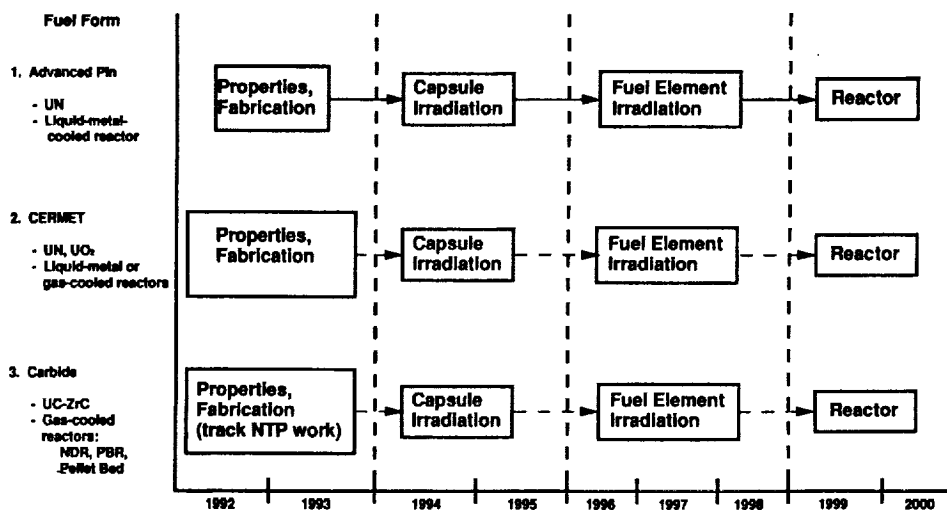 Fuel Form
1. Advanced Pin
- UN
- Liquid-metal-
cooled reactor
Properties,
Fabrication
Capsule
Irradiation
Fuel Element
Irradiation
Reactor
2. CERMET
- UN, UO₂
- Liquid-metal or
gas-cooled reactors
Properties,
Fabrication
Capsule
Irradiation
Fuel Element
Irradiation
Reactor
3. Carbide
- UC-ZrC
- Gas-cooled
reactors:
NDR, PBR,
Pellet Bed
Properties,
Fabrication
(track NTP work)
Capsule
Irradiation
Fuel Element
Irradiation
Reactor
1992 1993 1994 1995 1996 1997 1998 1999 2000